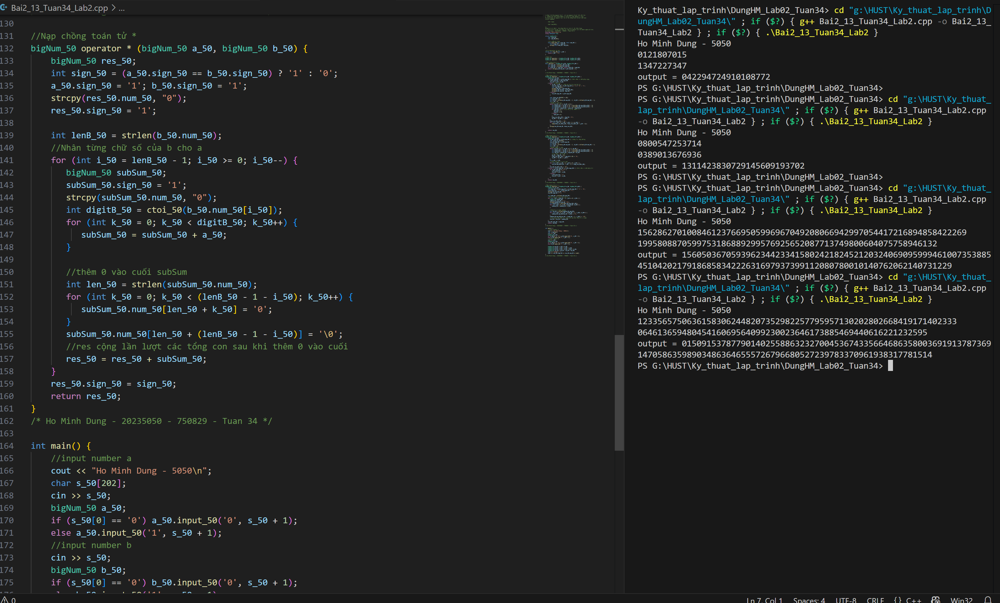 Bai2_13_Tuan34_Lab2.cpp > ...
130
131 //Nạp chồng toán tử *
132 bigNum_50 operator * (bigNum_50 a_50, bigNum_50 b_50) {
133 bigNum_50 res_50;
134 int sign_50 = (a_50.sign_50 == b_50.sign_50) ? '1' : '0';
135 a_50.sign_50 = '1'; b_50.sign_50 = '1';
136 strcpy(res_50.num_50, "0");
137 res_50.sign_50 = '1';
138
139 int lenB_50 = strlen(b_50.num_50);
140 //Nhân từng chữ số của b cho a
141 for (int i_50 = lenB_50 - 1; i_50 >= 0; i_50--) {
142 bigNum_50 subSum_50;
143 subSum_50.sign_50 = '1';
144 strcpy(subSum_50.num_50, "0");
145 int digitB_50 = ctoi_50(b_50.num_50[i_50]);
146 for (int k_50 = 0; k_50 < digitB_50; k_50++) {
147 subSum_50 = subSum_50 + a_50;
148 }
149
150 //thêm 0 vào cuối subSum
151 int len_50 = strlen(subSum_50.num_50);
152 for (int k_50 = 0; k_50 < (lenB_50 - 1 - i_50); k_50++) {
153 subSum_50.num_50[len_50 + k_50] = '0';
154 }
155 subSum_50.num_50[len_50 + (lenB_50 - 1 - i_50)] = '\0';
156 //res cộng lần lượt các tổng con sau khi thêm 0 vào cuối
157 res_50 = res_50 + subSum_50;
158 }
159 res_50.sign_50 = sign_50;
160 return res_50;
161 }
162 /* Ho Minh Dung - 20235050 - 750829 - Tuan 34 */
163
164 int main() {
165 //input number a
166 cout << "Ho Minh Dung - 5050\n";
167 char s_50[202];
168 cin >> s_50;
169 bigNum_50 a_50;
170 if (s_50[0] == '0') a_50.input_50('0', s_50 + 1);
171 else a_50.input_50('1', s_50 + 1);
172 //input number b
173 cin >> s_50;
174 bigNum_50 b_50;
175 if (s_50[0] == '0') b_50.input_50('0', s_50 + 1);
Ky_thuat_lap_trinh\DungHM_Lab02_Tuan34> cd "g:\HUST\Ky_thuat_lap_trinh\D
ungHM_Lab02_Tuan34\" ; if ($?) { g++ Bai2_13_Tuan34_Lab2.cpp -o Bai2_13_
Tuan34_Lab2 } ; if ($?) { .\Bai2_13_Tuan34_Lab2 }
Ho Minh Dung - 5050
0121807015
1347227347
output = 042294724910108772
PS G:\HUST\Ky_thuat_lap_trinh\DungHM_Lab02_Tuan34>
PS G:\HUST\Ky_thuat_lap_trinh\DungHM_Lab02_Tuan34> cd "g:\HUST\Ky_thuat_
lap_trinh\DungHM_Lab02_Tuan34\" ; if ($?) { g++ Bai2_13_Tuan34_Lab2.cpp
-o Bai2_13_Tuan34_Lab2 } ; if ($?) { .\Bai2_13_Tuan34_Lab2 }
Ho Minh Dung - 5050
0800547253714
0389013676936
output = 1311423830729145609193702
PS G:\HUST\Ky_thuat_lap_trinh\DungHM_Lab02_Tuan34>
PS G:\HUST\Ky_thuat_lap_trinh\DungHM_Lab02_Tuan34> cd "g:\HUST\Ky_thuat_
lap_trinh\DungHM_Lab02_Tuan34\" ; if ($?) { g++ Bai2_13_Tuan34_Lab2.cpp
-o Bai2_13_Tuan34_Lab2 } ; if ($?) { .\Bai2_13_Tuan34_Lab2 }
Ho Minh Dung - 5050
1562862701008461237669505996967049208066942997054417216894858422269
1995808870599753186889299576925652087713749800604075758946132
output = 156050367059396234423341580242182452120324069095999461007353885
4510420217918685834222631697937399112080780010140762062140731229
PS G:\HUST\Ky_thuat_lap_trinh\DungHM_Lab02_Tuan34> cd "g:\HUST\Ky_thuat_
lap_trinh\DungHM_Lab02_Tuan34\" ; if ($?) { g++ Bai2_13_Tuan34_Lab2.cpp
-o Bai2_13_Tuan34_Lab2 } ; if ($?) { .\Bai2_13_Tuan34_Lab2 }
Ho Minh Dung - 5050
12335657506361583062448207352982257795957130202802668419171402333
06461365948045416069564099230023646173885469440616221232595
output = 015091537877901402558863232700453674335664686358003691913787369
147058635989034863646555726796680527239783370961938317781514
PS G:\HUST\Ky_thuat_lap_trinh\DungHM_Lab02_Tuan34>
0
Ln 7, Col 1 Spaces: 4 UTF-8 CRLF {} C++ Win32